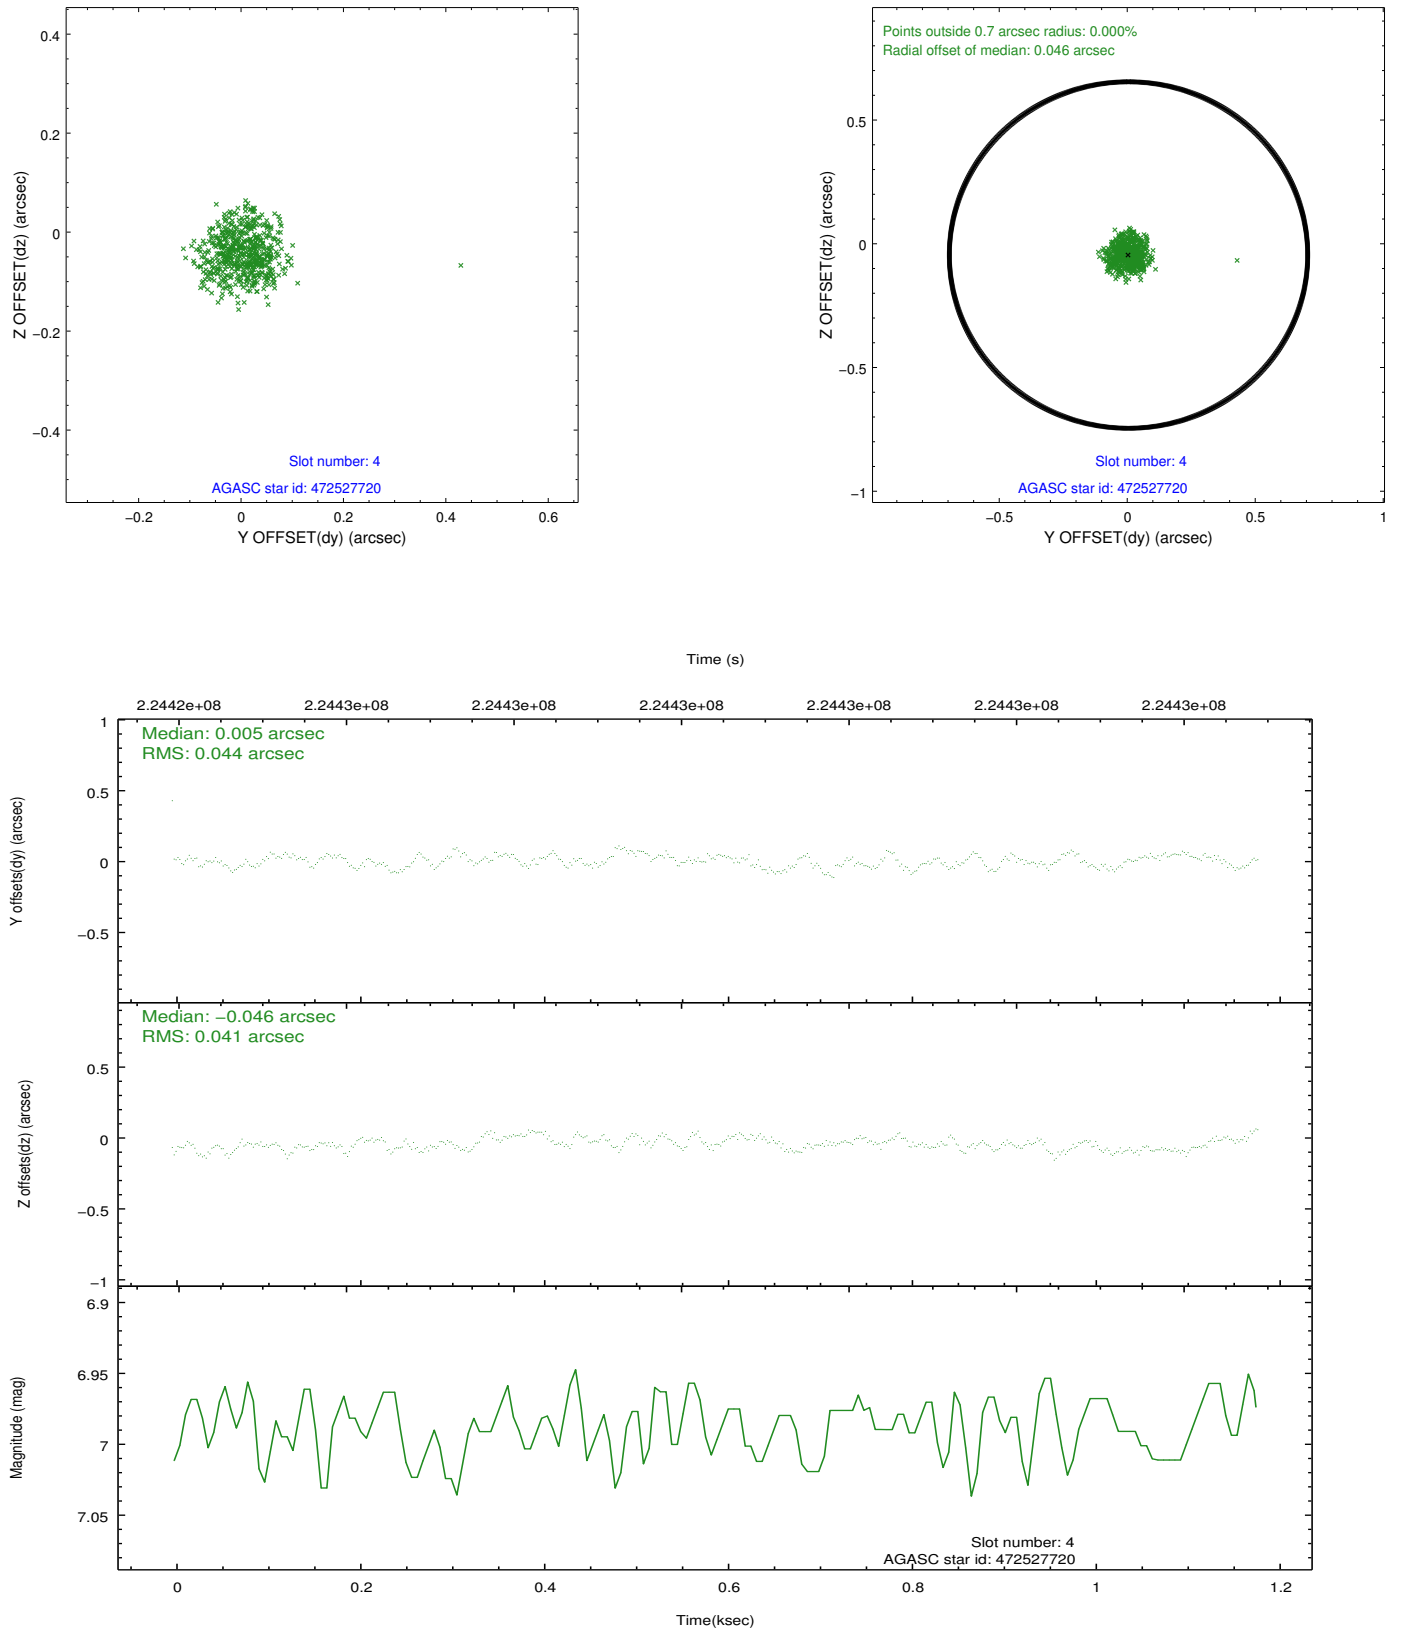 0.4
0.2
0
−0.2
−0.4
Z OFFSET(dz) (arcsec)
Slot number: 4
AGASC star id: 472527720
−0.2 0 0.2 0.4 0.6
Y OFFSET(dy) (arcsec)
Points outside 0.7 arcsec radius: 0.000%
Radial offset of median: 0.046 arcsec
0.5
0
−0.5
−1
Z OFFSET(dz) (arcsec)
Slot number: 4
AGASC star id: 472527720
−0.5 0 0.5 1
Y OFFSET(dy) (arcsec)
Time (s)
2.2442e+08 2.2443e+08 2.2443e+08 2.2443e+08 2.2443e+08 2.2443e+08 2.2443e+08
Median: 0.005 arcsec
RMS: 0.044 arcsec
1
0.5
0
−0.5
Y offsets(dy) (arcsec)
Median: −0.046 arcsec
RMS: 0.041 arcsec
0.5
0
−0.5
−1
Z offsets(dz) (arcsec)
6.9
6.95
7
7.05
Magnitude (mag)
Slot number: 4
AGASC star id: 472527720
0 0.2 0.4 0.6 0.8 1 1.2
Time(ksec)